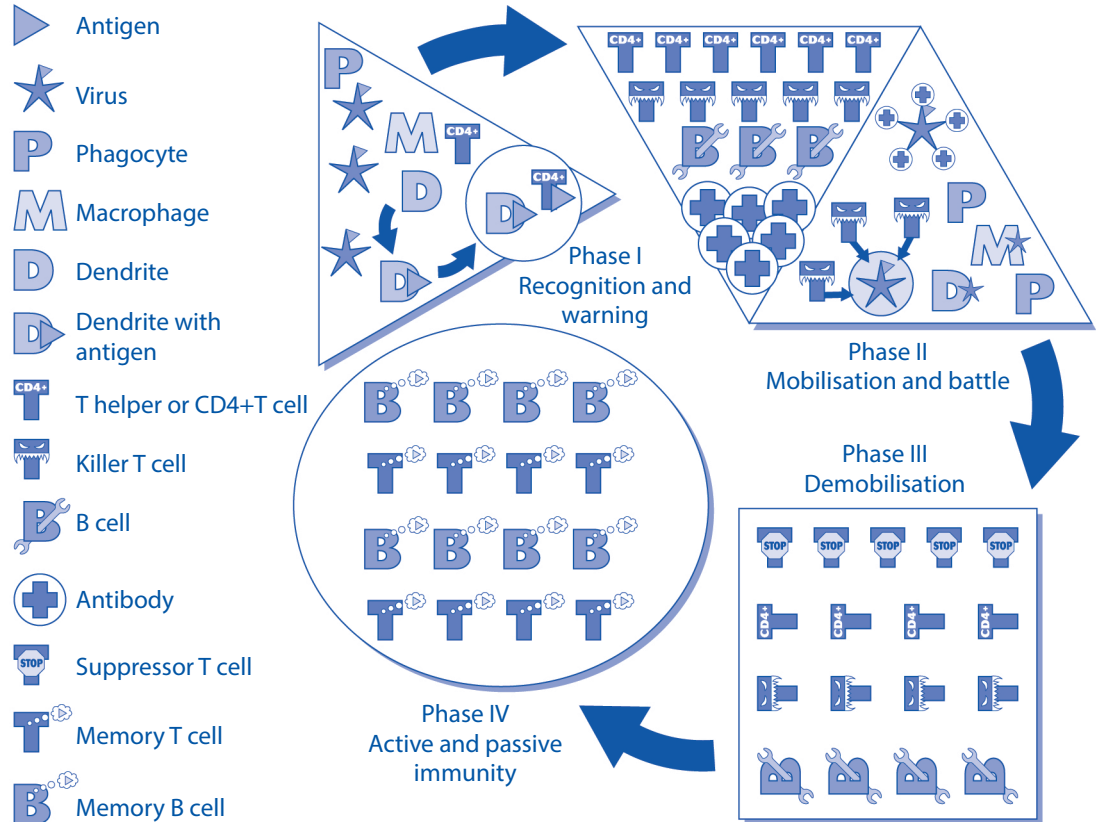 Antigen
Virus
P
Phagocyte
M
Macrophage
D
Dendrite
D
Dendrite with
antigen
CD4+
T helper or CD4+T cell
Killer T cell
B
B cell
Antibody
STOP
Suppressor T cell
T
Memory T cell
B
Memory B cell
P
M
CD4+
D
D
CD4+
D
Phase I
Recognition and
warning
CD4+ CD4+ CD4+ CD4+ CD4+ CD4+
B B B
P
M
D P
Phase II
Mobilisation and battle
Phase III
Demobilisation
STOP STOP STOP STOP STOP
CD4+ CD4+ CD4+ CD4+
B B B B
B B B B
T T T T
B B B B
T T T T
Phase IV
Active and passive
immunity